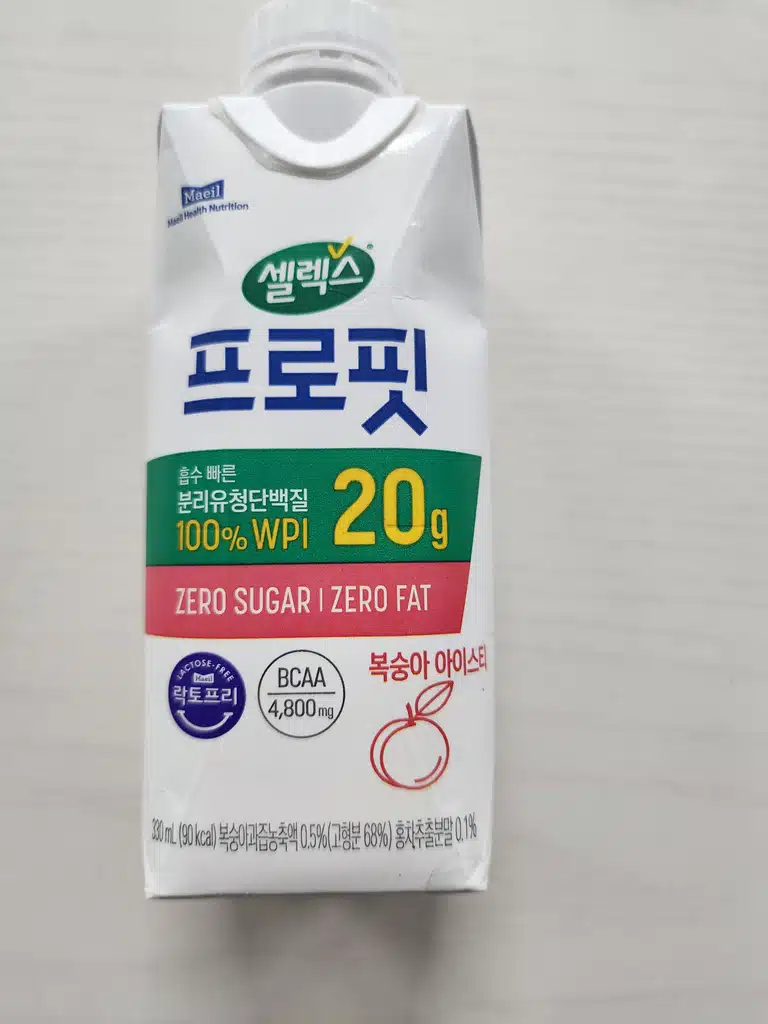 Maeil
Maeil Health Nutrition
셀렉스®
프로핏
흡수 빠른
분리유청단백질
100% WPI
20g
ZERO SUGAR | ZERO FAT
LACTOSE-FREE
Maeil
락토프리
BCAA
4,800mg
복숭아 아이스티
330 mL (90 kcal) 복숭아과즙농축액 0.5%(고형분 68%) 홍차추출분말 0.1%